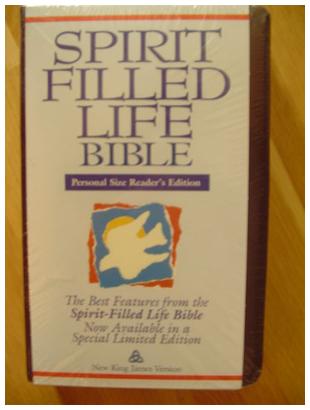 SPIRIT
FILLED
LIFE
BIBLE
Personal Size Reader's Edition
The Best Features from the
Spirit-Filled Life Bible
Now Available in a
Special Limited Edition
New King James Version